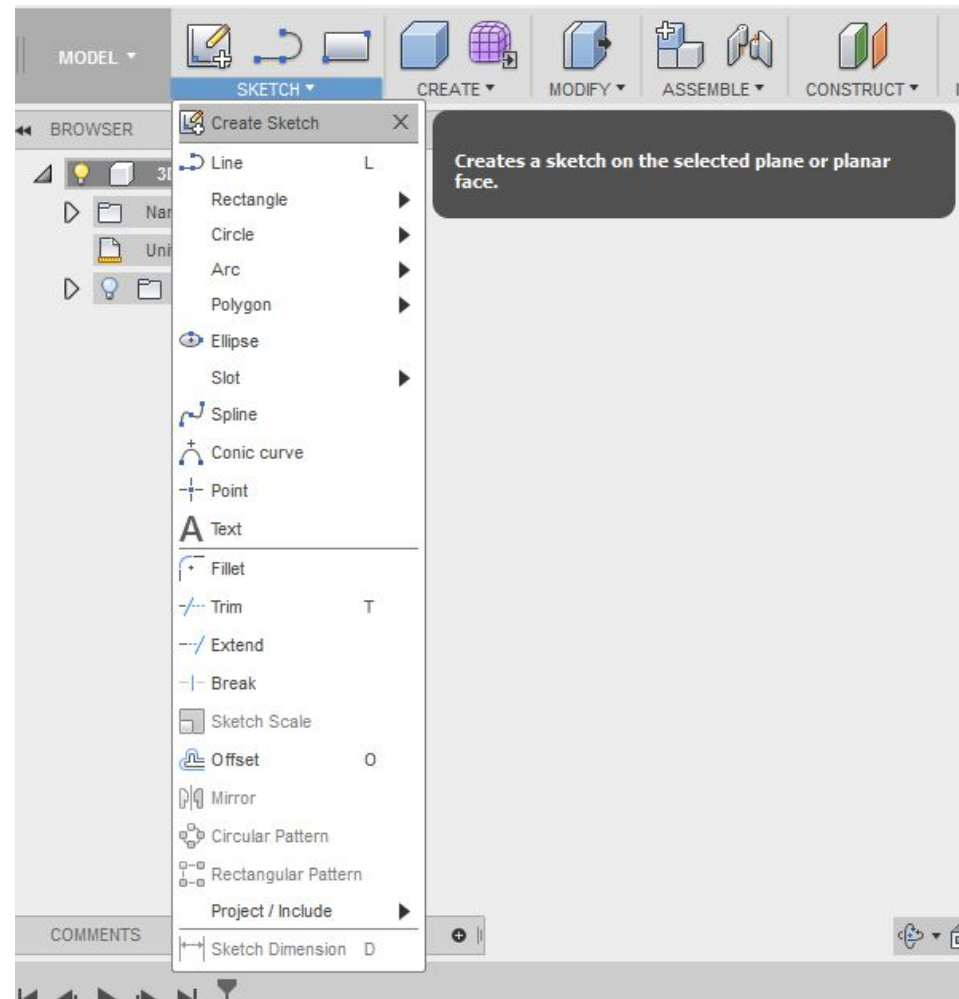 MODEL
SKETCH
CREATE
MODIFY
ASSEMBLE
CONSTRUCT
BROWSER
Create Sketch
Creates a sketch on the selected plane or planar
face.
Line L
Rectangle
Circle
Arc
Polygon
Ellipse
Slot
Spline
Conic curve
Point
A Text
Fillet
Trim T
Extend
Break
Sketch Scale
Offset O
Mirror
Circular Pattern
Rectangular Pattern
Project / Include
COMMENTS
Sketch Dimension D